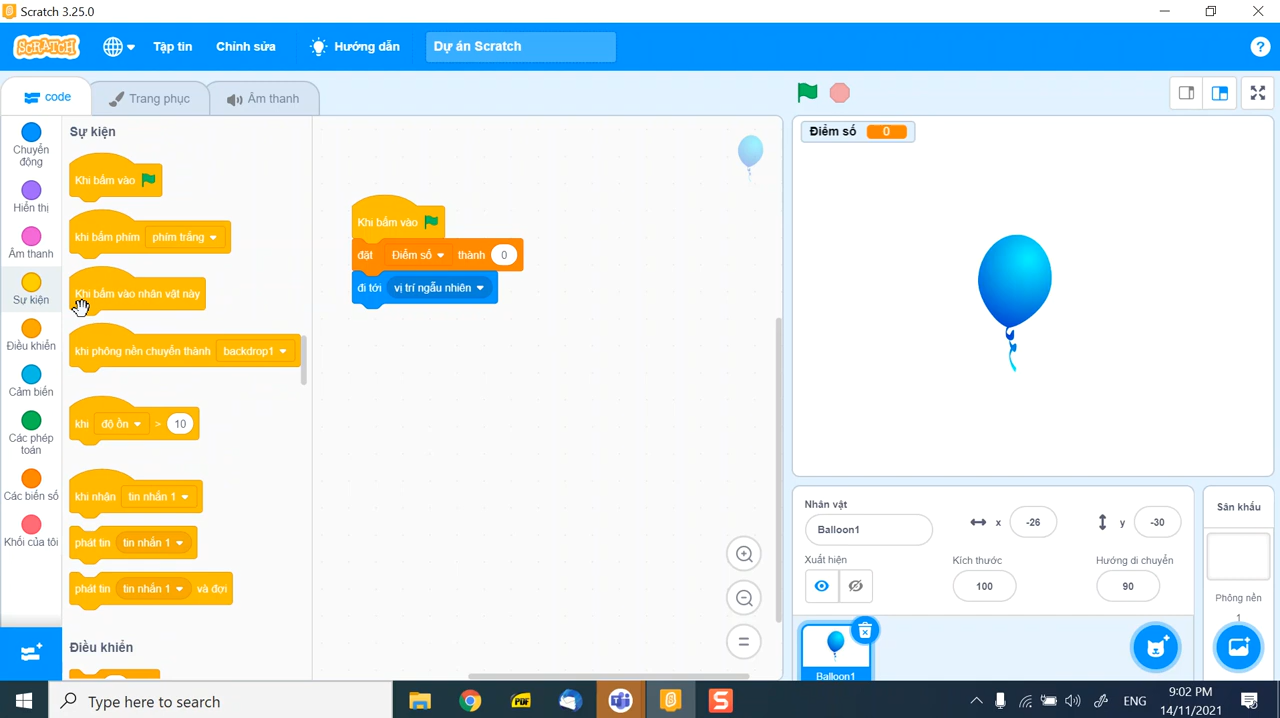 Scratch 3.25.0
SCRATCH
Tập tin
Chỉnh sửa
Hướng dẫn
Dự án Scratch
?
code
Trang phục
Âm thanh
Chuyển động
Hiển thị
Âm thanh
Sự kiện
Điều khiển
Cảm biến
Các phép toán
Các biến số
Khối của tôi
Sự kiện
Khi bấm vào
khi bấm phím phím trắng
Khi bấm vào nhân vật này
khi phông nền chuyển thành backdrop1
khi độ ồn > 10
khi nhận tin nhắn 1
phát tin tin nhắn 1
phát tin tin nhắn 1 và đợi
Điều khiển
Khi bấm vào
đặt Điểm số thành 0
đi tới vị trí ngẫu nhiên
Điểm số 0
Nhân vật
Balloon1
x -26
y -30
Xuất hiện
Kích thước
100
Hướng di chuyển
90
Balloon1
Sân khấu
Phông nền
1
Type here to search
PDF
S
ENG
9:02 PM
14/11/2021